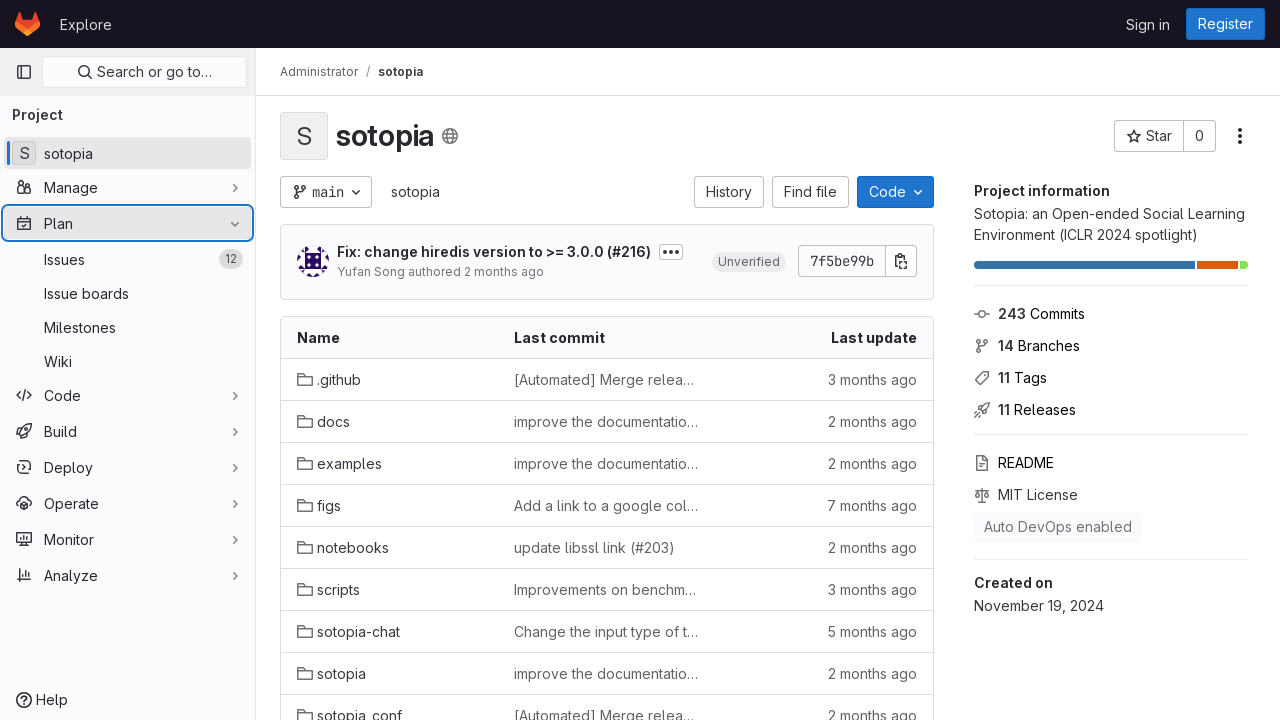 Explore
Sign in
Register
Search or go to…
Administrator / sotopia
Project
S sotopia
Manage
Plan
Issues 12
Issue boards
Milestones
Wiki
Code
Build
Deploy
Operate
Monitor
Analyze
Help
S sotopia
Star 0
main
sotopia
History
Find file
Code
Fix: change hiredis version to >= 3.0.0 (#216)
Yufan Song authored 2 months ago
Unverified
7f5be99b
Name Last commit Last update
.github [Automated] Merge relea… 3 months ago
docs improve the documentatio… 2 months ago
examples improve the documentatio… 2 months ago
figs Add a link to a google col… 7 months ago
notebooks update libssl link (#203) 2 months ago
scripts Improvements on benchm… 3 months ago
sotopia-chat Change the input type of t… 5 months ago
sotopia improve the documentatio… 2 months ago
sotopia_conf [Automated] Merge relea… 2 months ago
Project information
Sotopia: an Open-ended Social Learning
Environment (ICLR 2024 spotlight)
243 Commits
14 Branches
11 Tags
11 Releases
README
MIT License
Auto DevOps enabled
Created on
November 19, 2024